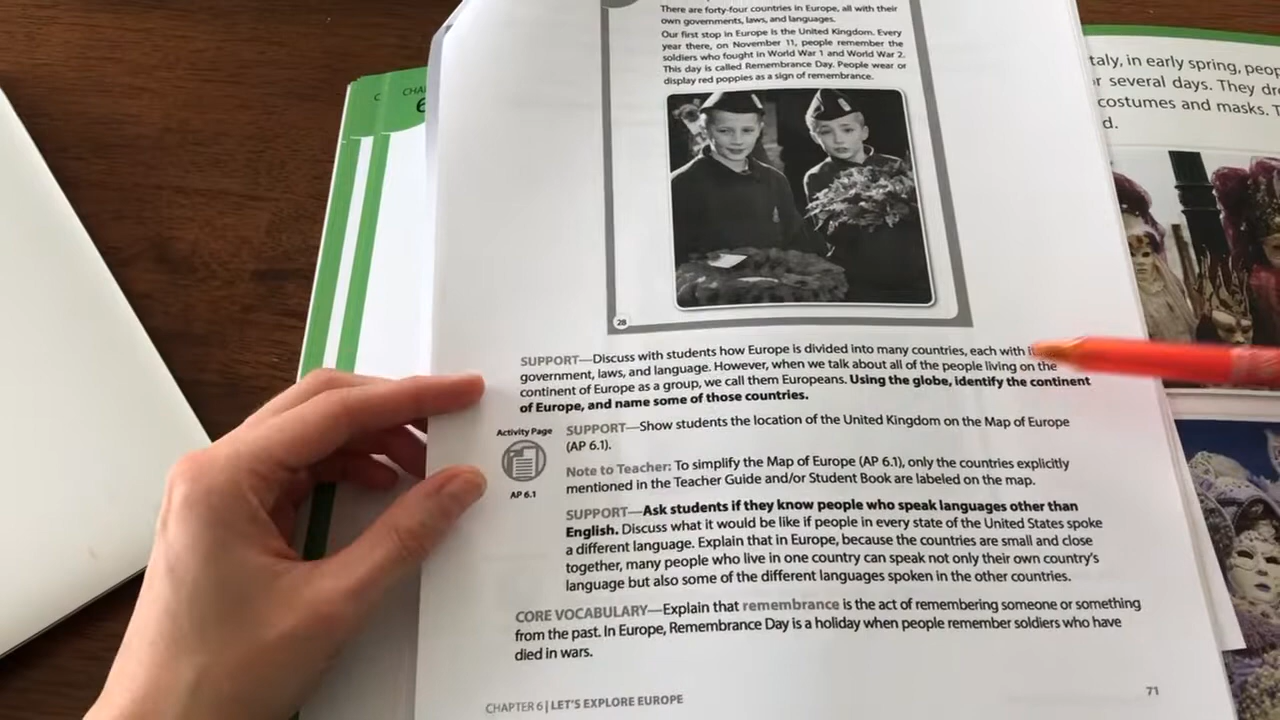 There are forty-four countries in Europe, all with their
own governments, laws, and languages.
Our first stop in Europe is the United Kingdom. Every
year there, on November 11, people remember the
soldiers who fought in World War 1 and World War 2.
This day is called Remembrance Day. People wear or
display red poppies as a sign of remembrance.
28
SUPPORT—Discuss with students how Europe is divided into many countries, each with
government, laws, and language. However, when we talk about all of the people living on the
continent of Europe as a group, we call them Europeans. Using the globe, identify the continent
of Europe, and name some of those countries.
Activity Page
AP 6.1
SUPPORT—Show students the location of the United Kingdom on the Map of Europe
(AP 6.1).
Note to Teacher: To simplify the Map of Europe (AP 6.1), only the countries explicitly
mentioned in the Teacher Guide and/or Student Book are labeled on the map.
SUPPORT—Ask students if they know people who speak languages other than
English. Discuss what it would be like if people in every state of the United States spoke
a different language. Explain that in Europe, because the countries are small and close
together, many people who live in one country can speak not only their own country's
language but also some of the different languages spoken in the other countries.
CORE VOCABULARY—Explain that remembrance is the act of remembering someone or something
from the past. In Europe, Remembrance Day is a holiday when people remember soldiers who have
died in wars.
CHAPTER 6 | LET'S EXPLORE EUROPE
71
taly, in early spring, peop
r several days. They dre
costumes and masks. T
d.
C
CHA
6